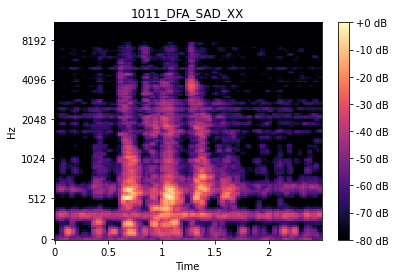 1011_DFA_SAD_XX
8192
4096
2048
1024
512
0
Hz
0
0.5
1
1.5
2
Time
+0 dB
-10 dB
-20 dB
-30 dB
-40 dB
-50 dB
-60 dB
-70 dB
-80 dB